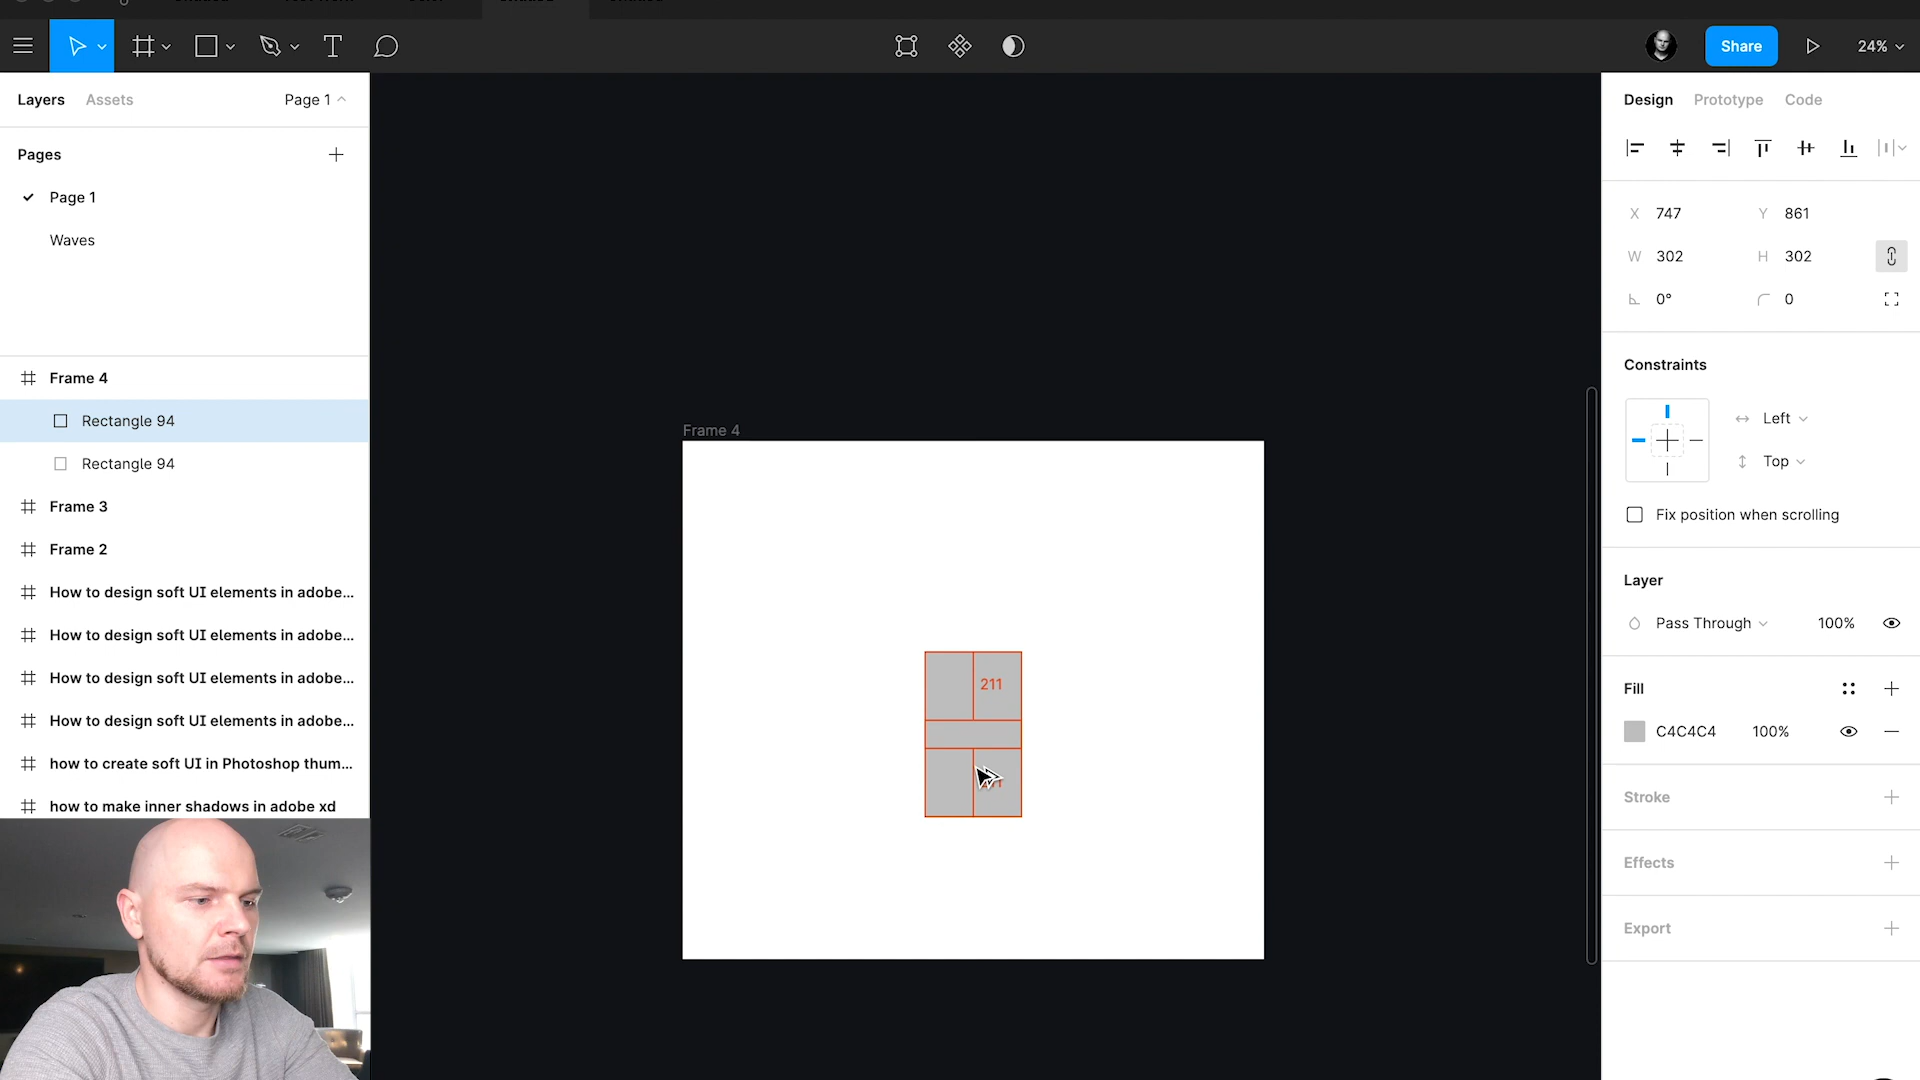 Share
24%
Layers
Assets
Page 1
Design
Prototype
Code
Pages
Page 1
Waves
X 747
Y 861
W 302
H 302
0°
0
Constraints
Left
Top
Fix position when scrolling
Frame 4
Rectangle 94
Rectangle 94
Frame 3
Frame 2
How to design soft UI elements in adobe...
How to design soft UI elements in adobe...
How to design soft UI elements in adobe...
How to design soft UI elements in adobe...
how to create soft UI in Photoshop thum...
how to make inner shadows in adobe xd
Frame 4
211
Layer
Pass Through
100%
Fill
C4C4C4
100%
Stroke
Effects
Export